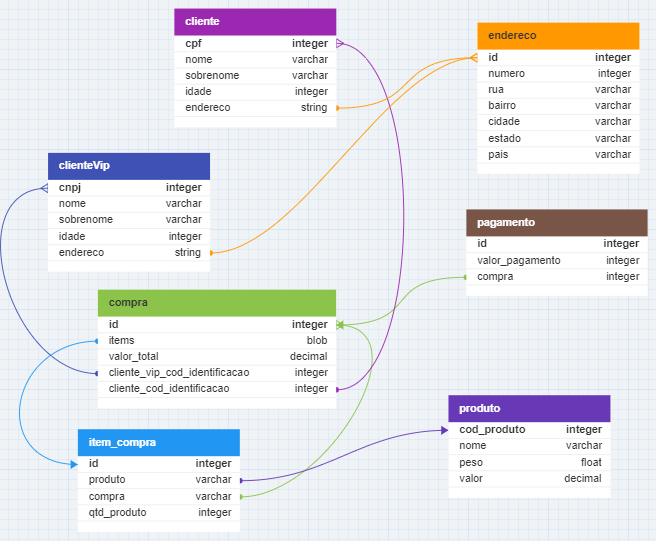 cliente
cpf integer
nome varchar
sobrenome varchar
idade integer
endereco string
endereco
id integer
numero integer
rua varchar
bairro varchar
cidade varchar
estado varchar
pais varchar
clienteVip
cnpj integer
nome varchar
sobrenome varchar
idade integer
endereco string
pagamento
id integer
valor_pagamento integer
compra integer
compra
id integer
items blob
valor_total decimal
cliente_vip_cod_identificacao integer
cliente_cod_identificacao integer
produto
cod_produto integer
nome varchar
peso float
valor decimal
item_compra
id integer
produto varchar
compra varchar
qtd_produto integer